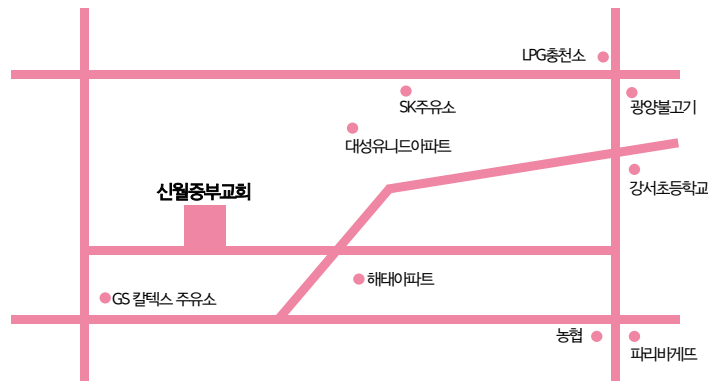 LPG충천소
SK주유소
광양불고기
대성유니드아파트
강서초등학교
신월중부교회
해태아파트
GS 칼텍스 주유소
농협
파리바게뜨